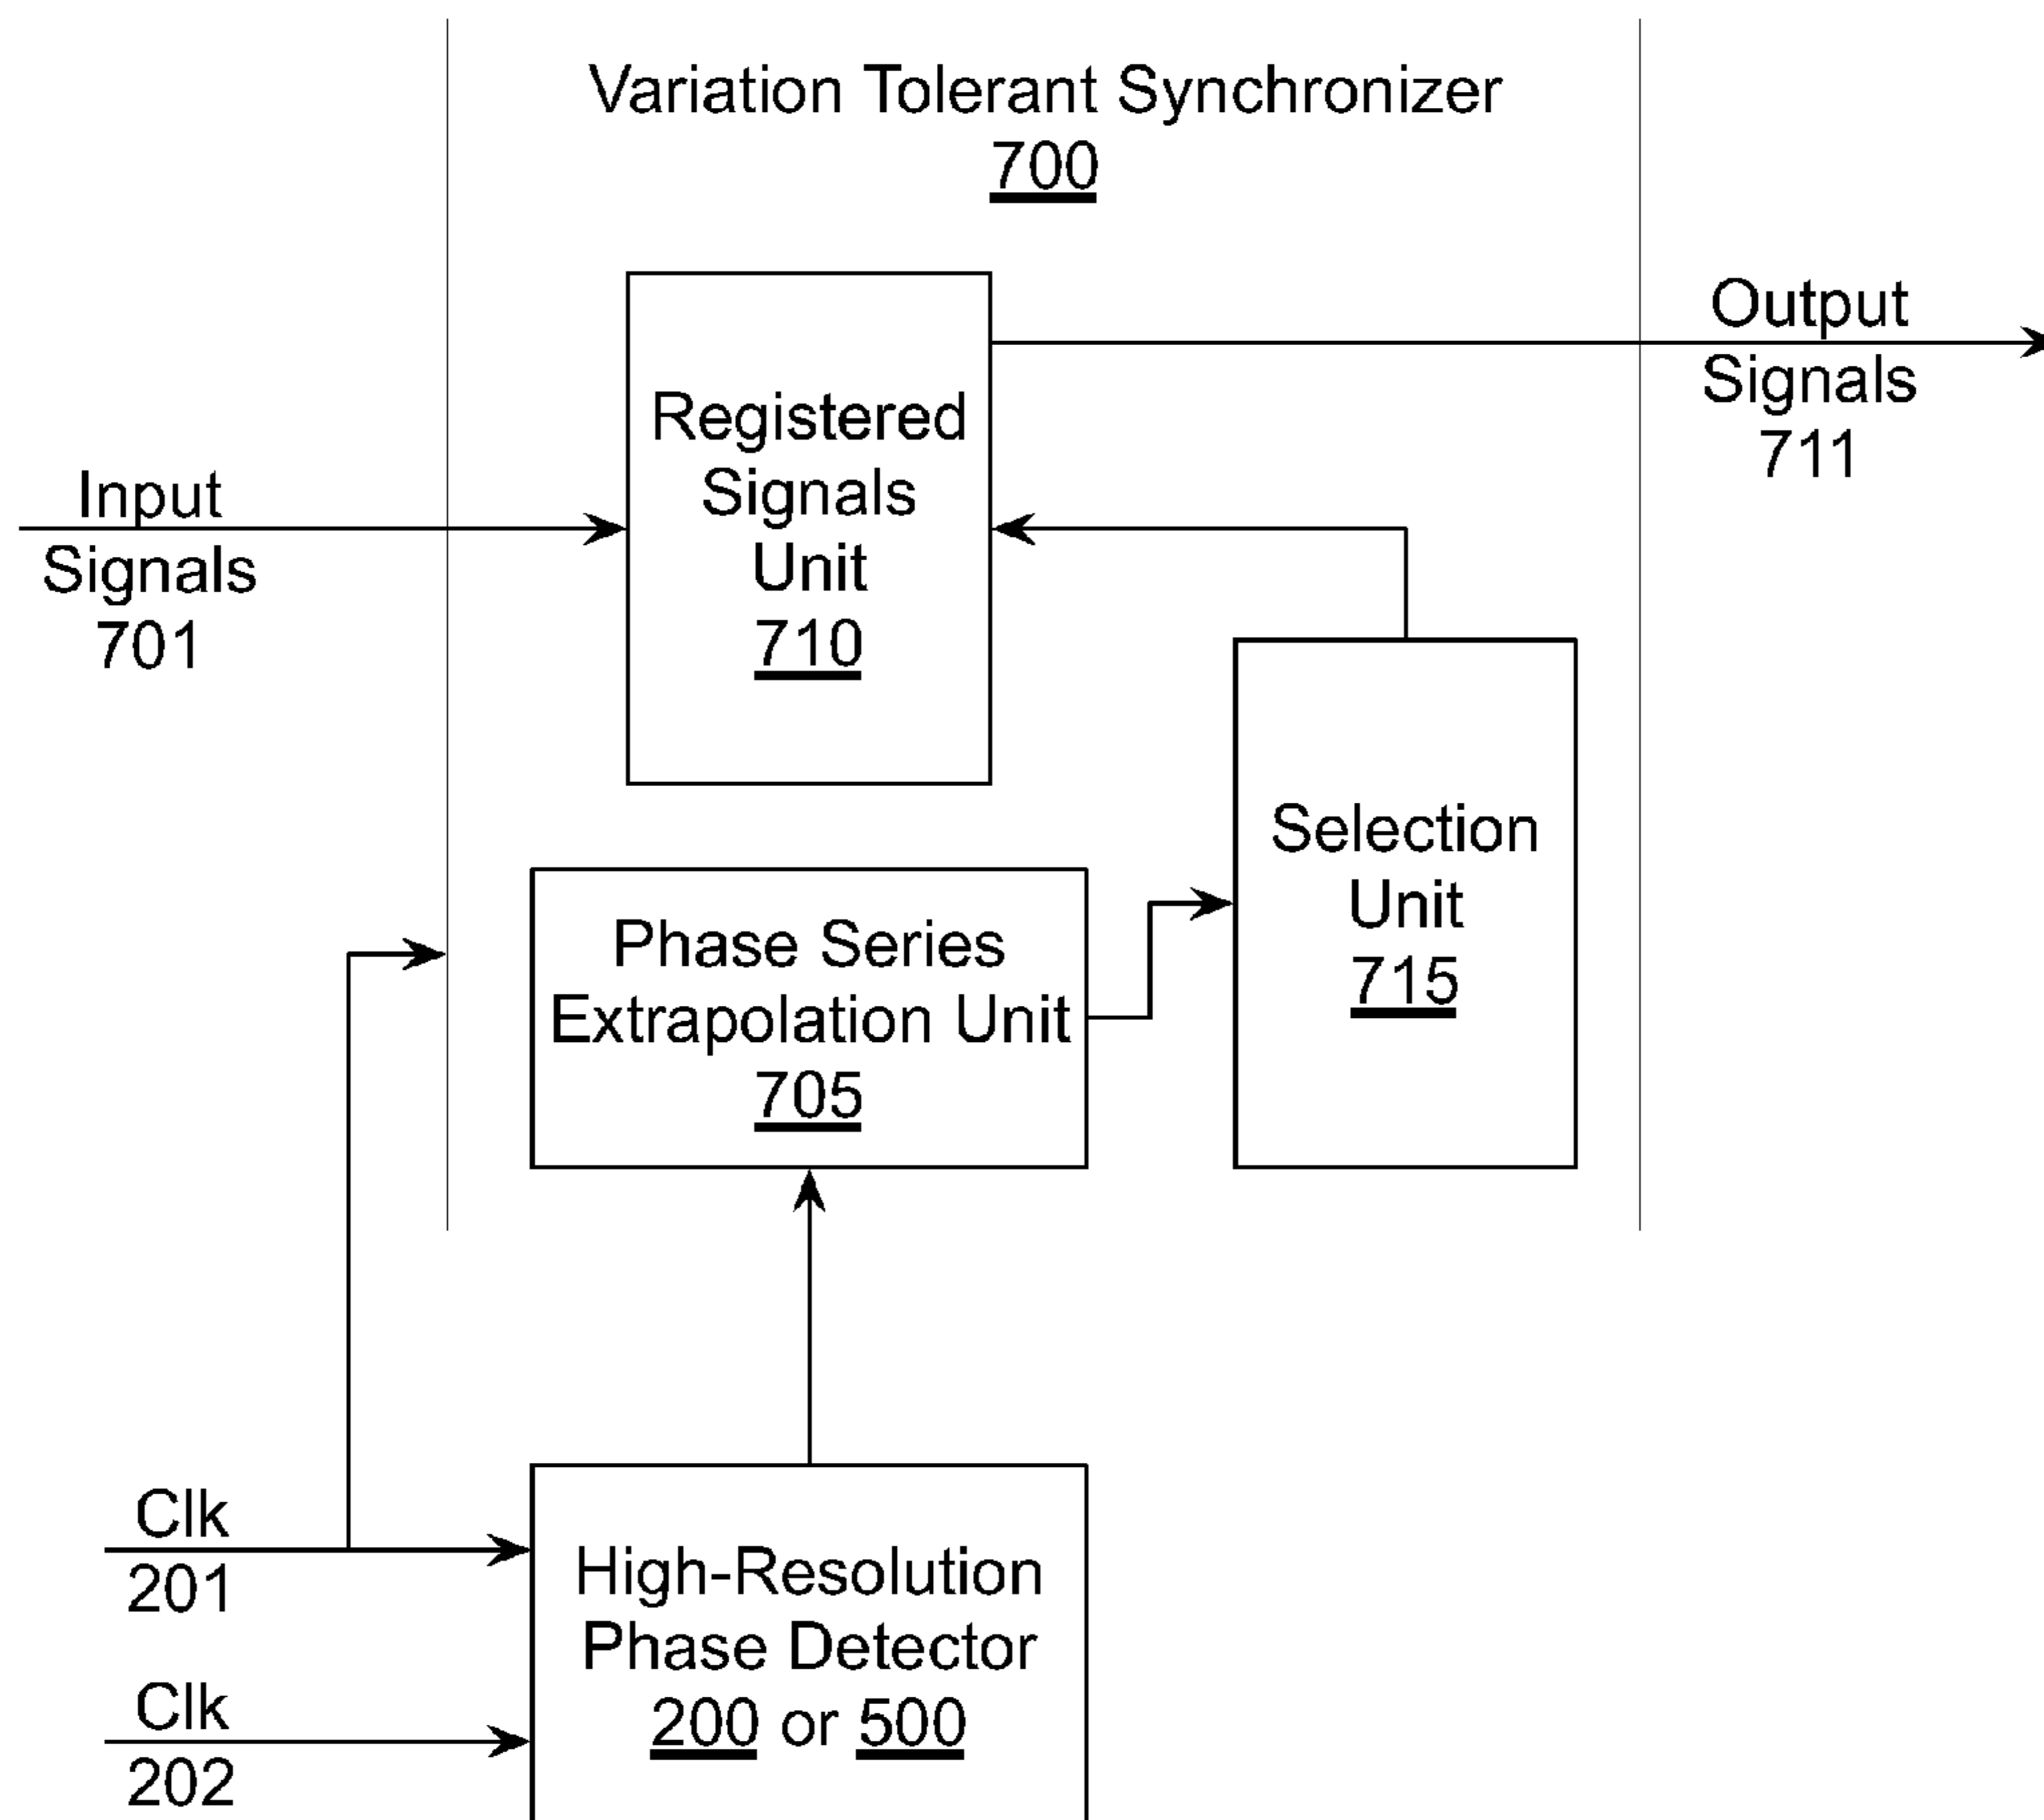 Variation Tolerant Synchronizer
700
Output
Signals
711
Registered
Signals
Unit
710
Input
Signals
701
Selection
Unit
715
Phase Series
Extrapolation Unit
705
Clk
201
High-Resolution
Phase Detector
200 or 500
Clk
202